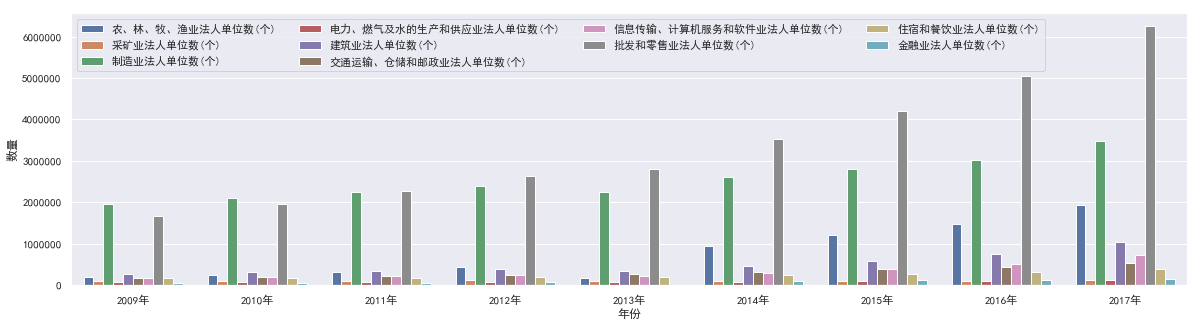 农、林、牧、渔业法人单位数(个) 电力、燃气及水的生产和供应业法人单位数(个) 信息传输、计算机服务和软件业法人单位数(个) 住宿和餐饮业法人单位数(个)
采矿业法人单位数(个) 建筑业法人单位数(个) 批发和零售业法人单位数(个) 金融业法人单位数(个)
制造业法人单位数(个) 交通运输、仓储和邮政业法人单位数(个)
6000000
5000000
4000000
3000000
2000000
1000000
0
数量
2009年 2010年 2011年 2012年 2013年 2014年 2015年 2016年 2017年
年份